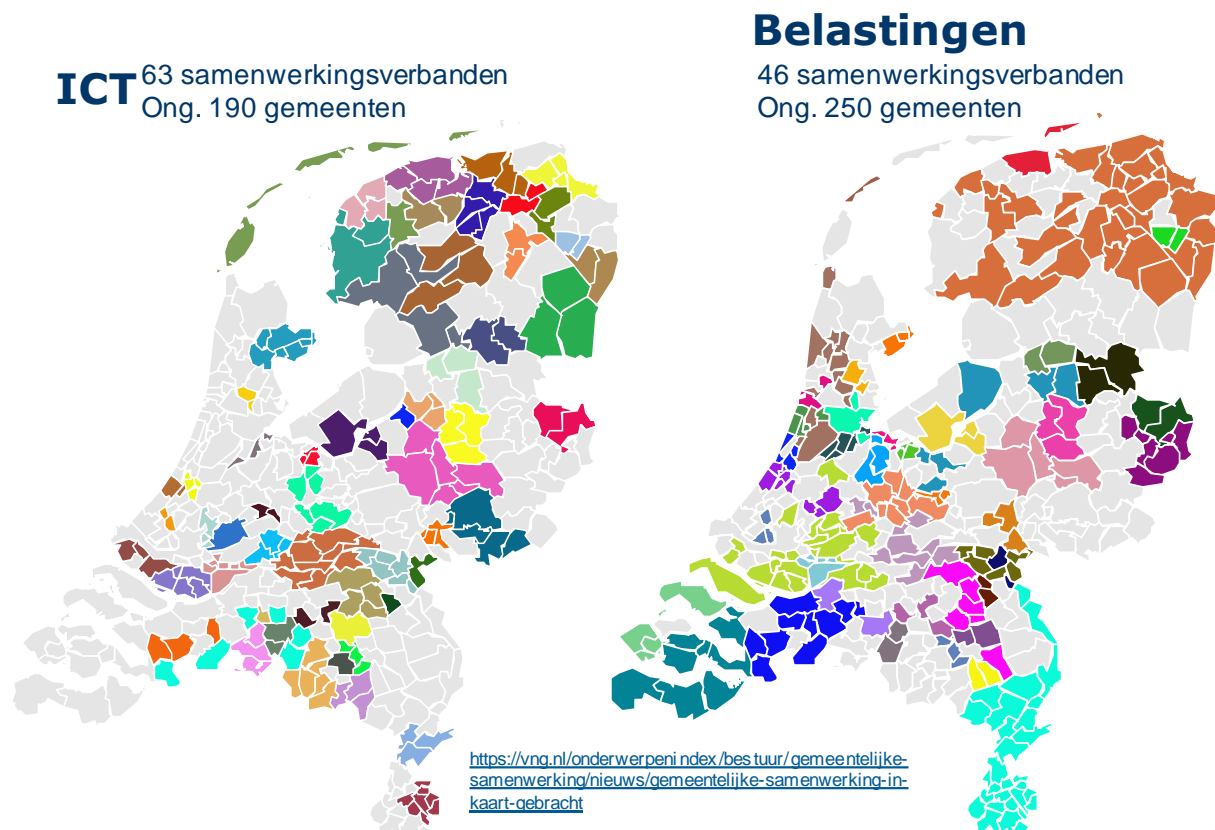 ICT
63 samenwerkingsverbanden
Ong. 190 gemeenten
Belastingen
46 samenwerkingsverbanden
Ong. 250 gemeenten
https://vng.nl/onderwerpenindex/bestuur/gemeentelijke-
samenwerking/nieuws/gemeentelijke-samenwerking-in-
kaart-gebracht